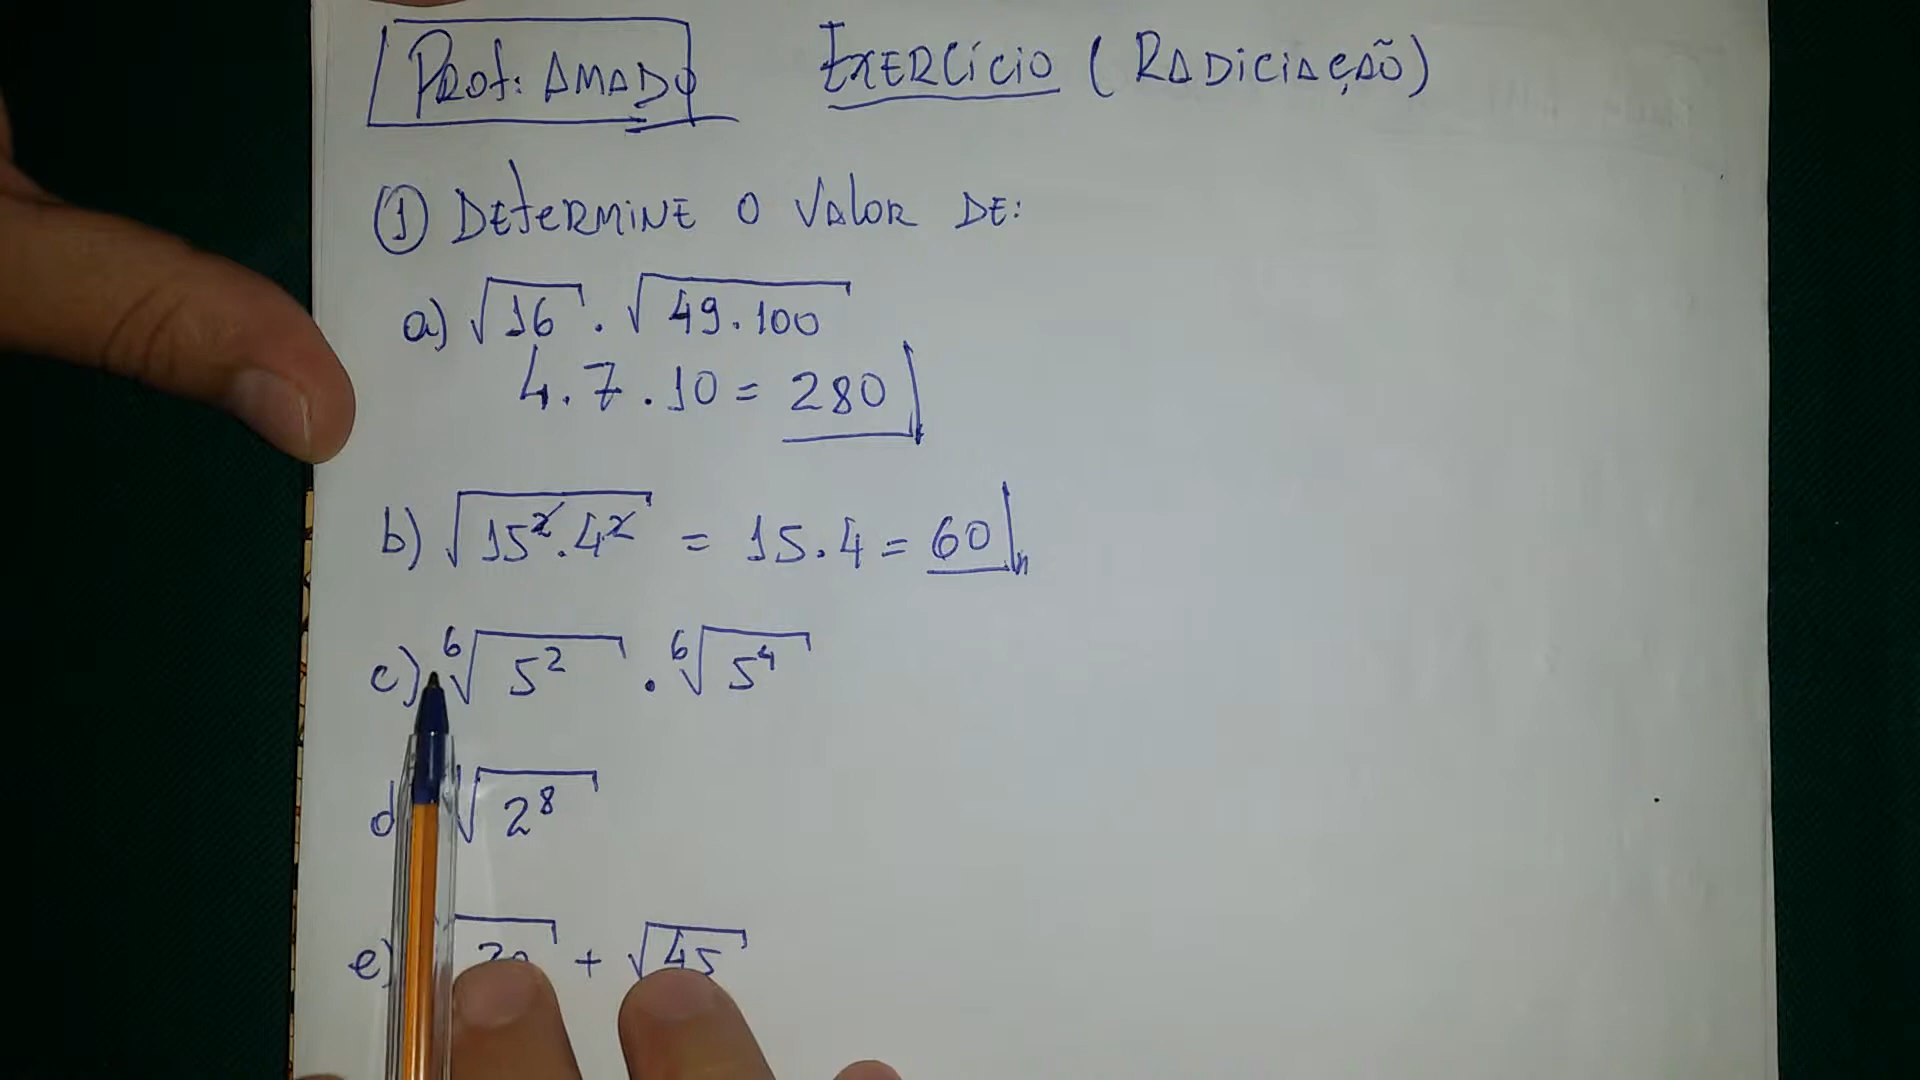 PROF: AMADO
EXERCÍCIO (RADICIAÇÃO)
① DETERMINE O VALOR DE:
a) √16 . √49.100
4.7.10 = 280
b) √15².4² = 15.4 = 60
c) ⁶√5² . ⁶√5⁴
d √2⁸
e) + √45